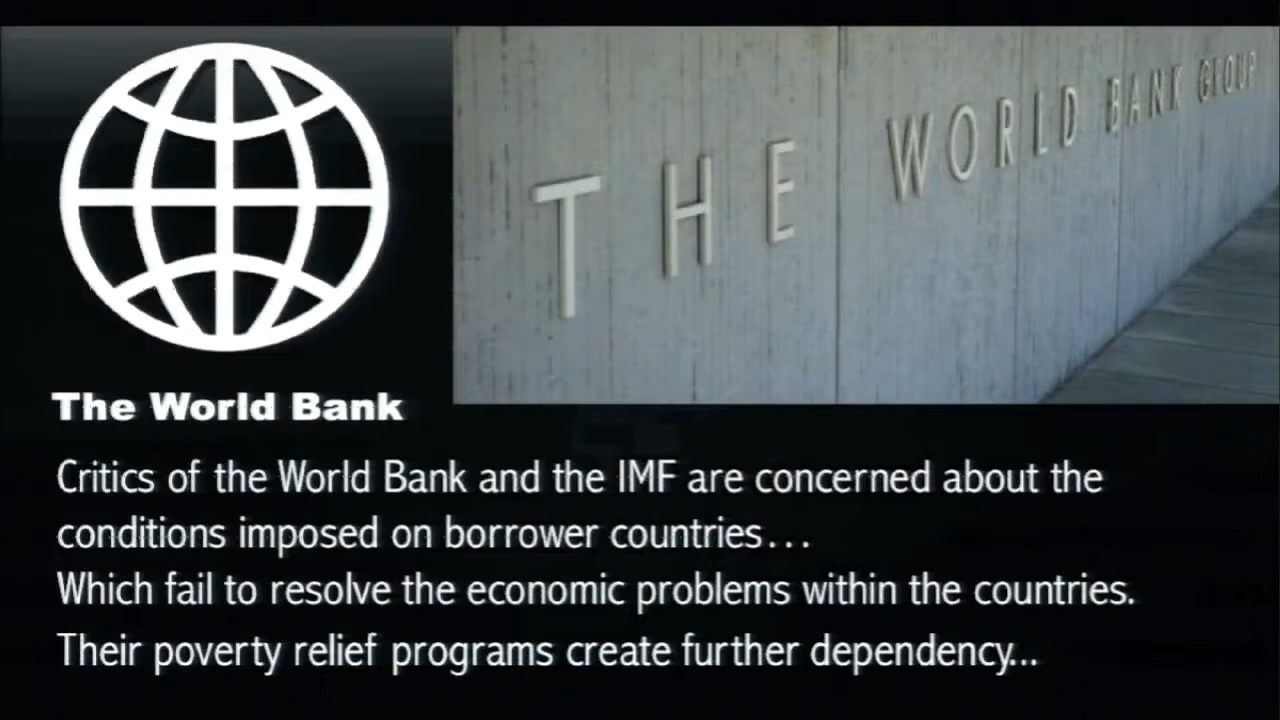 THE WORLD BANK GROUP
The World Bank
Critics of the World Bank and the IMF are concerned about the
conditions imposed on borrower countries...
Which fail to resolve the economic problems within the countries.
Their poverty relief programs create further dependency...